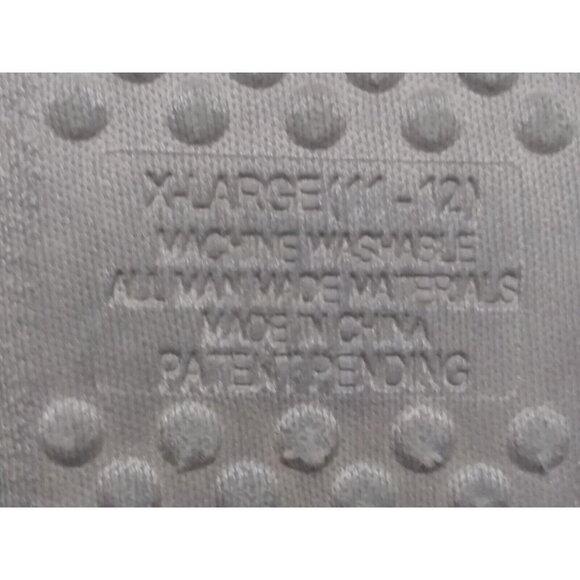 X-LARGE(11-12)
MACHINE WASHABLE
ALL MAN MADE MATERIALS
MADE IN CHINA
PATENT PENDING